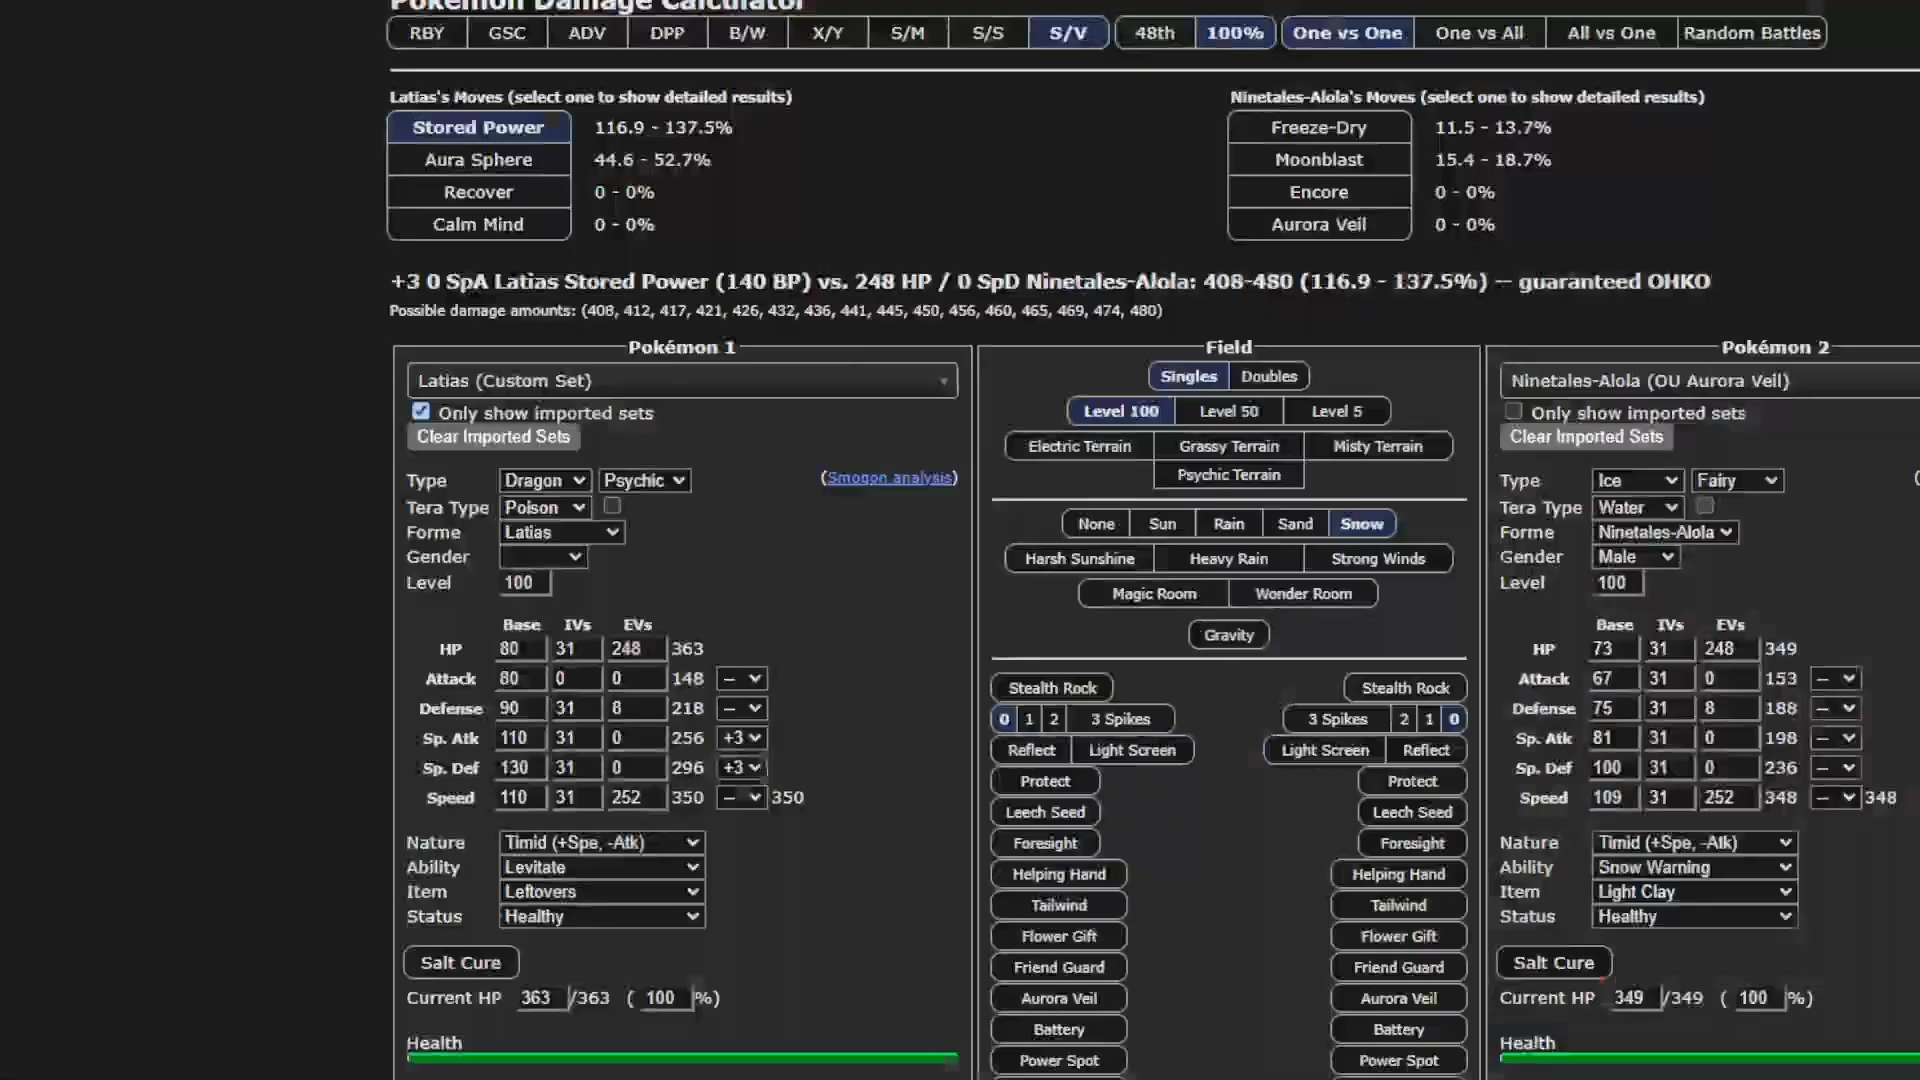 Pokémon Damage Calculator
RBY GSC ADV DPP B/W X/Y S/M S/S S/V 48th 100% One vs One One vs All All vs One Random Battles
Latias's Moves (select one to show detailed results)
Ninetales-Alola's Moves (select one to show detailed results)
Stored Power 116.9 - 137.5%
Freeze-Dry 11.5 - 13.7%
Aura Sphere 44.6 - 52.7%
Moonblast 15.4 - 18.7%
Recover 0 - 0%
Encore 0 - 0%
Calm Mind 0 - 0%
Aurora Veil 0 - 0%
+3 0 SpA Latias Stored Power (140 BP) vs. 248 HP / 0 SpD Ninetales-Alola: 408-480 (116.9 - 137.5%) -- guaranteed OHKO
Possible damage amounts: (408, 412, 417, 421, 426, 432, 436, 441, 445, 450, 456, 460, 465, 469, 474, 480)
Pokémon 1
Latias (Custom Set)
Only show imported sets
Clear Imported Sets
Type Dragon Psychic (Smogon analysis)
Tera Type Poison
Forme Latias
Gender
Level 100
Base IVs EVs
HP 80 31 248 363
Attack 80 0 0 148 --
Defense 90 31 8 218 --
Sp. Atk 110 31 0 256 +3
Sp. Def 130 31 0 296 +3
Speed 110 31 252 350 -- 350
Nature Timid (+Spe, -Atk)
Ability Levitate
Item Leftovers
Status Healthy
Salt Cure
Current HP 363 /363 ( 100 %)
Health
Field
Singles Doubles
Level 100 Level 50 Level 5
Electric Terrain Grassy Terrain Misty Terrain
Psychic Terrain
None Sun Rain Sand Snow
Harsh Sunshine Heavy Rain Strong Winds
Magic Room Wonder Room
Gravity
Stealth Rock Stealth Rock
0 1 2 3 Spikes 3 Spikes 2 1 0
Reflect Light Screen Light Screen Reflect
Protect Protect
Leech Seed Leech Seed
Foresight Foresight
Helping Hand Helping Hand
Tailwind Tailwind
Flower Gift Flower Gift
Friend Guard Friend Guard
Aurora Veil Aurora Veil
Battery Battery
Power Spot Power Spot
Pokémon 2
Ninetales-Alola (OU Aurora Veil)
Only show imported sets
Clear Imported Sets
Type Ice Fairy (
Tera Type Water
Forme Ninetales-Alola
Gender Male
Level 100
Base IVs EVs
HP 73 31 248 349
Attack 67 31 0 153 --
Defense 75 31 8 188 --
Sp. Atk 81 31 0 198 --
Sp. Def 100 31 0 236 --
Speed 109 31 252 348 -- 348
Nature Timid (+Spe, -Atk)
Ability Snow Warning
Item Light Clay
Status Healthy
Salt Cure
Current HP 349 /349 ( 100 %)
Health